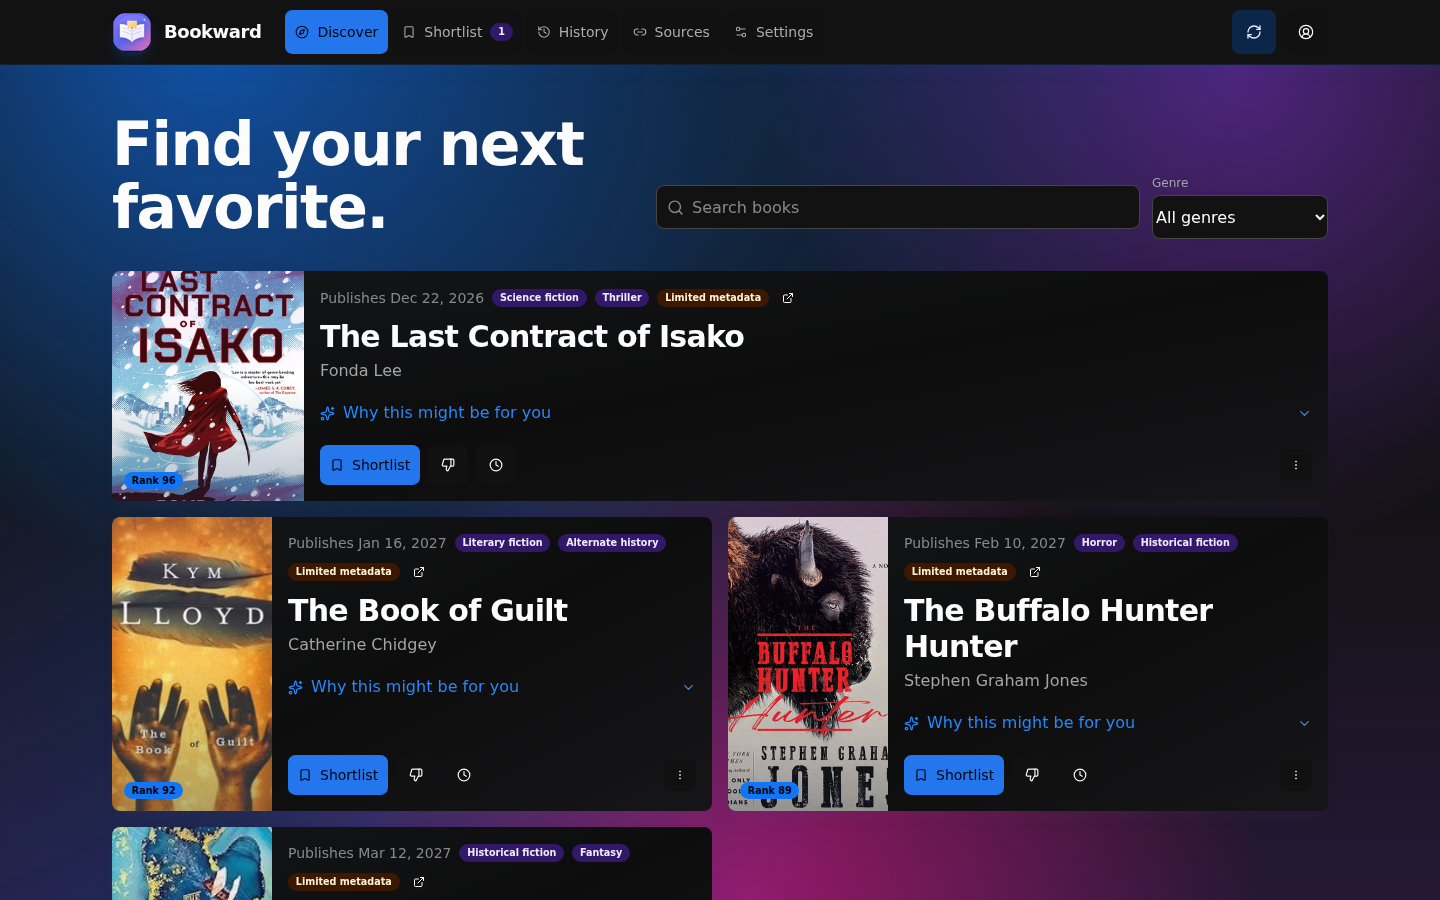 Bookward
Discover
Shortlist 1
History
Sources
Settings
Find your next
favorite.
Search books
Genre
All genres
LAST
CONTRACT
OF
ISAKO
Rank 96
Publishes Dec 22, 2026 Science fiction Thriller Limited metadata
The Last Contract of Isako
Fonda Lee
Why this might be for you
Shortlist
KYM
LLOYD
The
Book of Guilt
Rank 92
Publishes Jan 16, 2027 Literary fiction Alternate history
Limited metadata
The Book of Guilt
Catherine Chidgey
Why this might be for you
Shortlist
A NO
THE
BUFFALO
HUNTER
Hunter
STEPHEN GRAHA
JONE
Rank 89
Publishes Feb 10, 2027 Horror Historical fiction
Limited metadata
The Buffalo Hunter
Hunter
Stephen Graham Jones
Why this might be for you
Shortlist
Publishes Mar 12, 2027 Historical fiction Fantasy
Limited metadata